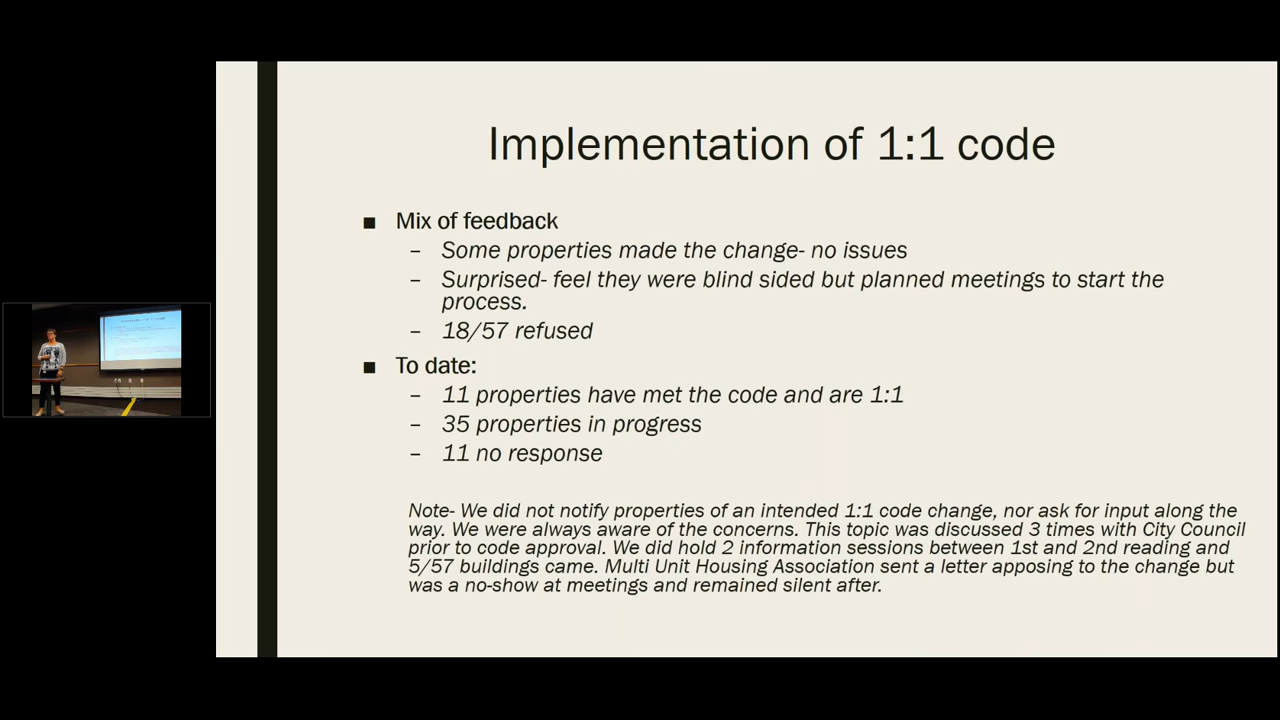 Implementation of 1:1 code
■ Mix of feedback
– Some properties made the change- no issues
– Surprised- feel they were blind sided but planned meetings to start the
process.
– 18/57 refused
■ To date:
– 11 properties have met the code and are 1:1
– 35 properties in progress
– 11 no response
Note- We did not notify properties of an intended 1:1 code change, nor ask for input along the
way. We were always aware of the concerns. This topic was discussed 3 times with City Council
prior to code approval. We did hold 2 information sessions between 1st and 2nd reading and
5/57 buildings came. Multi Unit Housing Association sent a letter apposing to the change but
was a no-show at meetings and remained silent after.